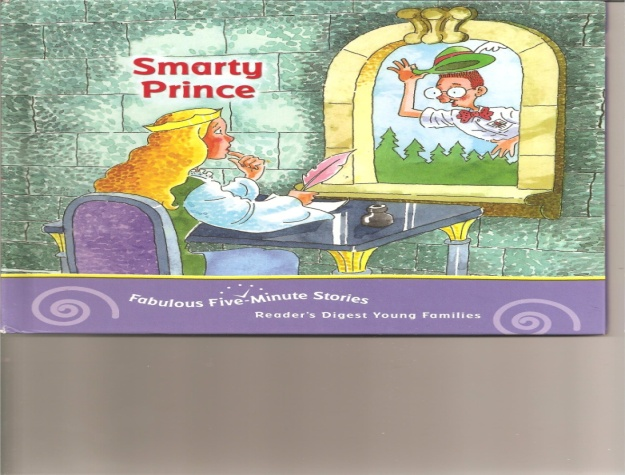 Smarty
Prince
Fabulous Five-Minute Stories
Reader's Digest Young Families